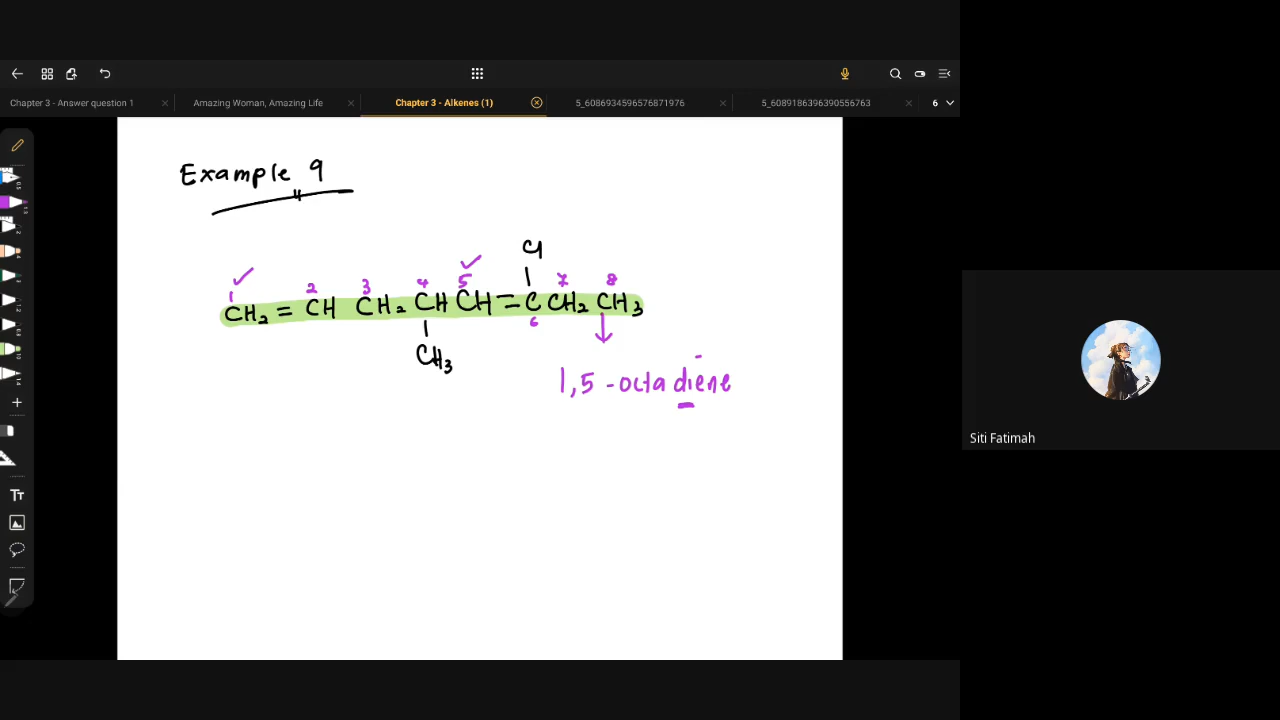 Chapter 3 - Answer question 1
Amazing Woman, Amazing Life
Chapter 3 - Alkenes (1)
5_6086934596576871976
5_6089186396390556763
6
Example 9
Cl
1 2 3 4 5 7 8
CH2 = CH CH2 CH CH = C CH2 CH3
6
CH3
1,5 - octadiene
Tт
Siti Fatimah